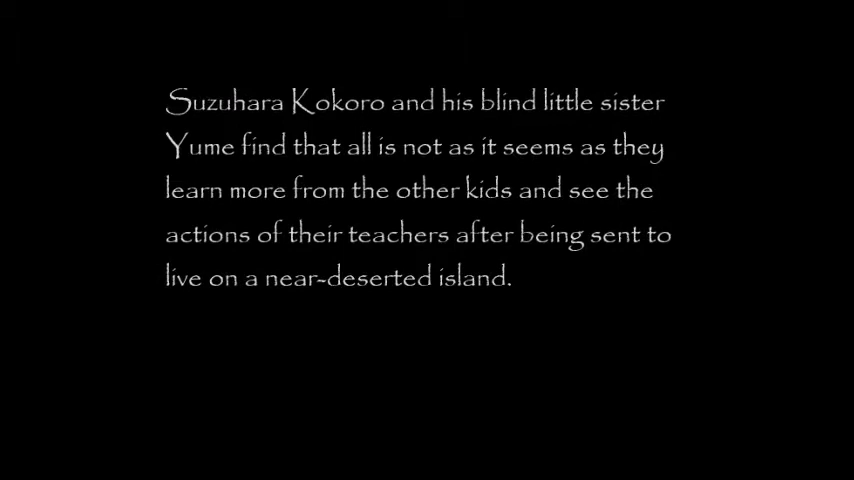 Suzuhara Kokoro and his blind little sister
Yume find that all is not as it seems as they
learn more from the other kids and see the
actions of their teachers after being sent to
live on a near-deserted island.